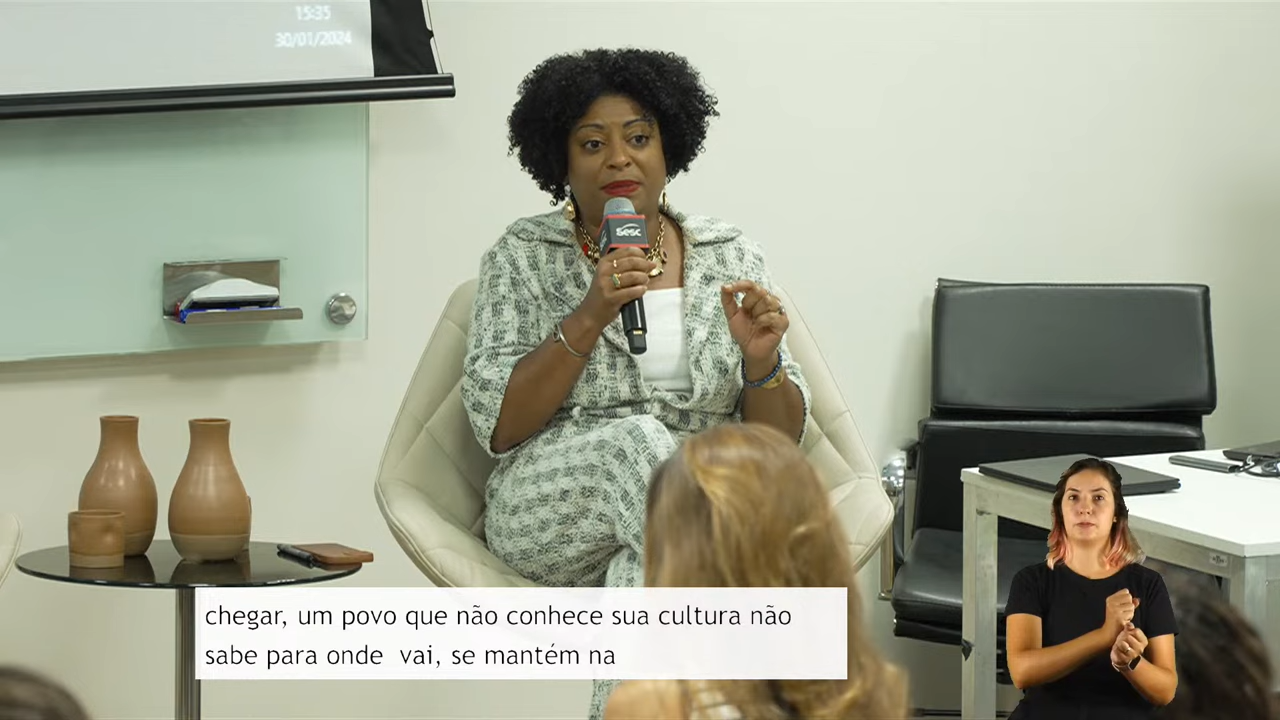 15:35
30/01/2024
sesc
chegar, um povo que não conhece sua cultura não
sabe para onde vai, se mantém na